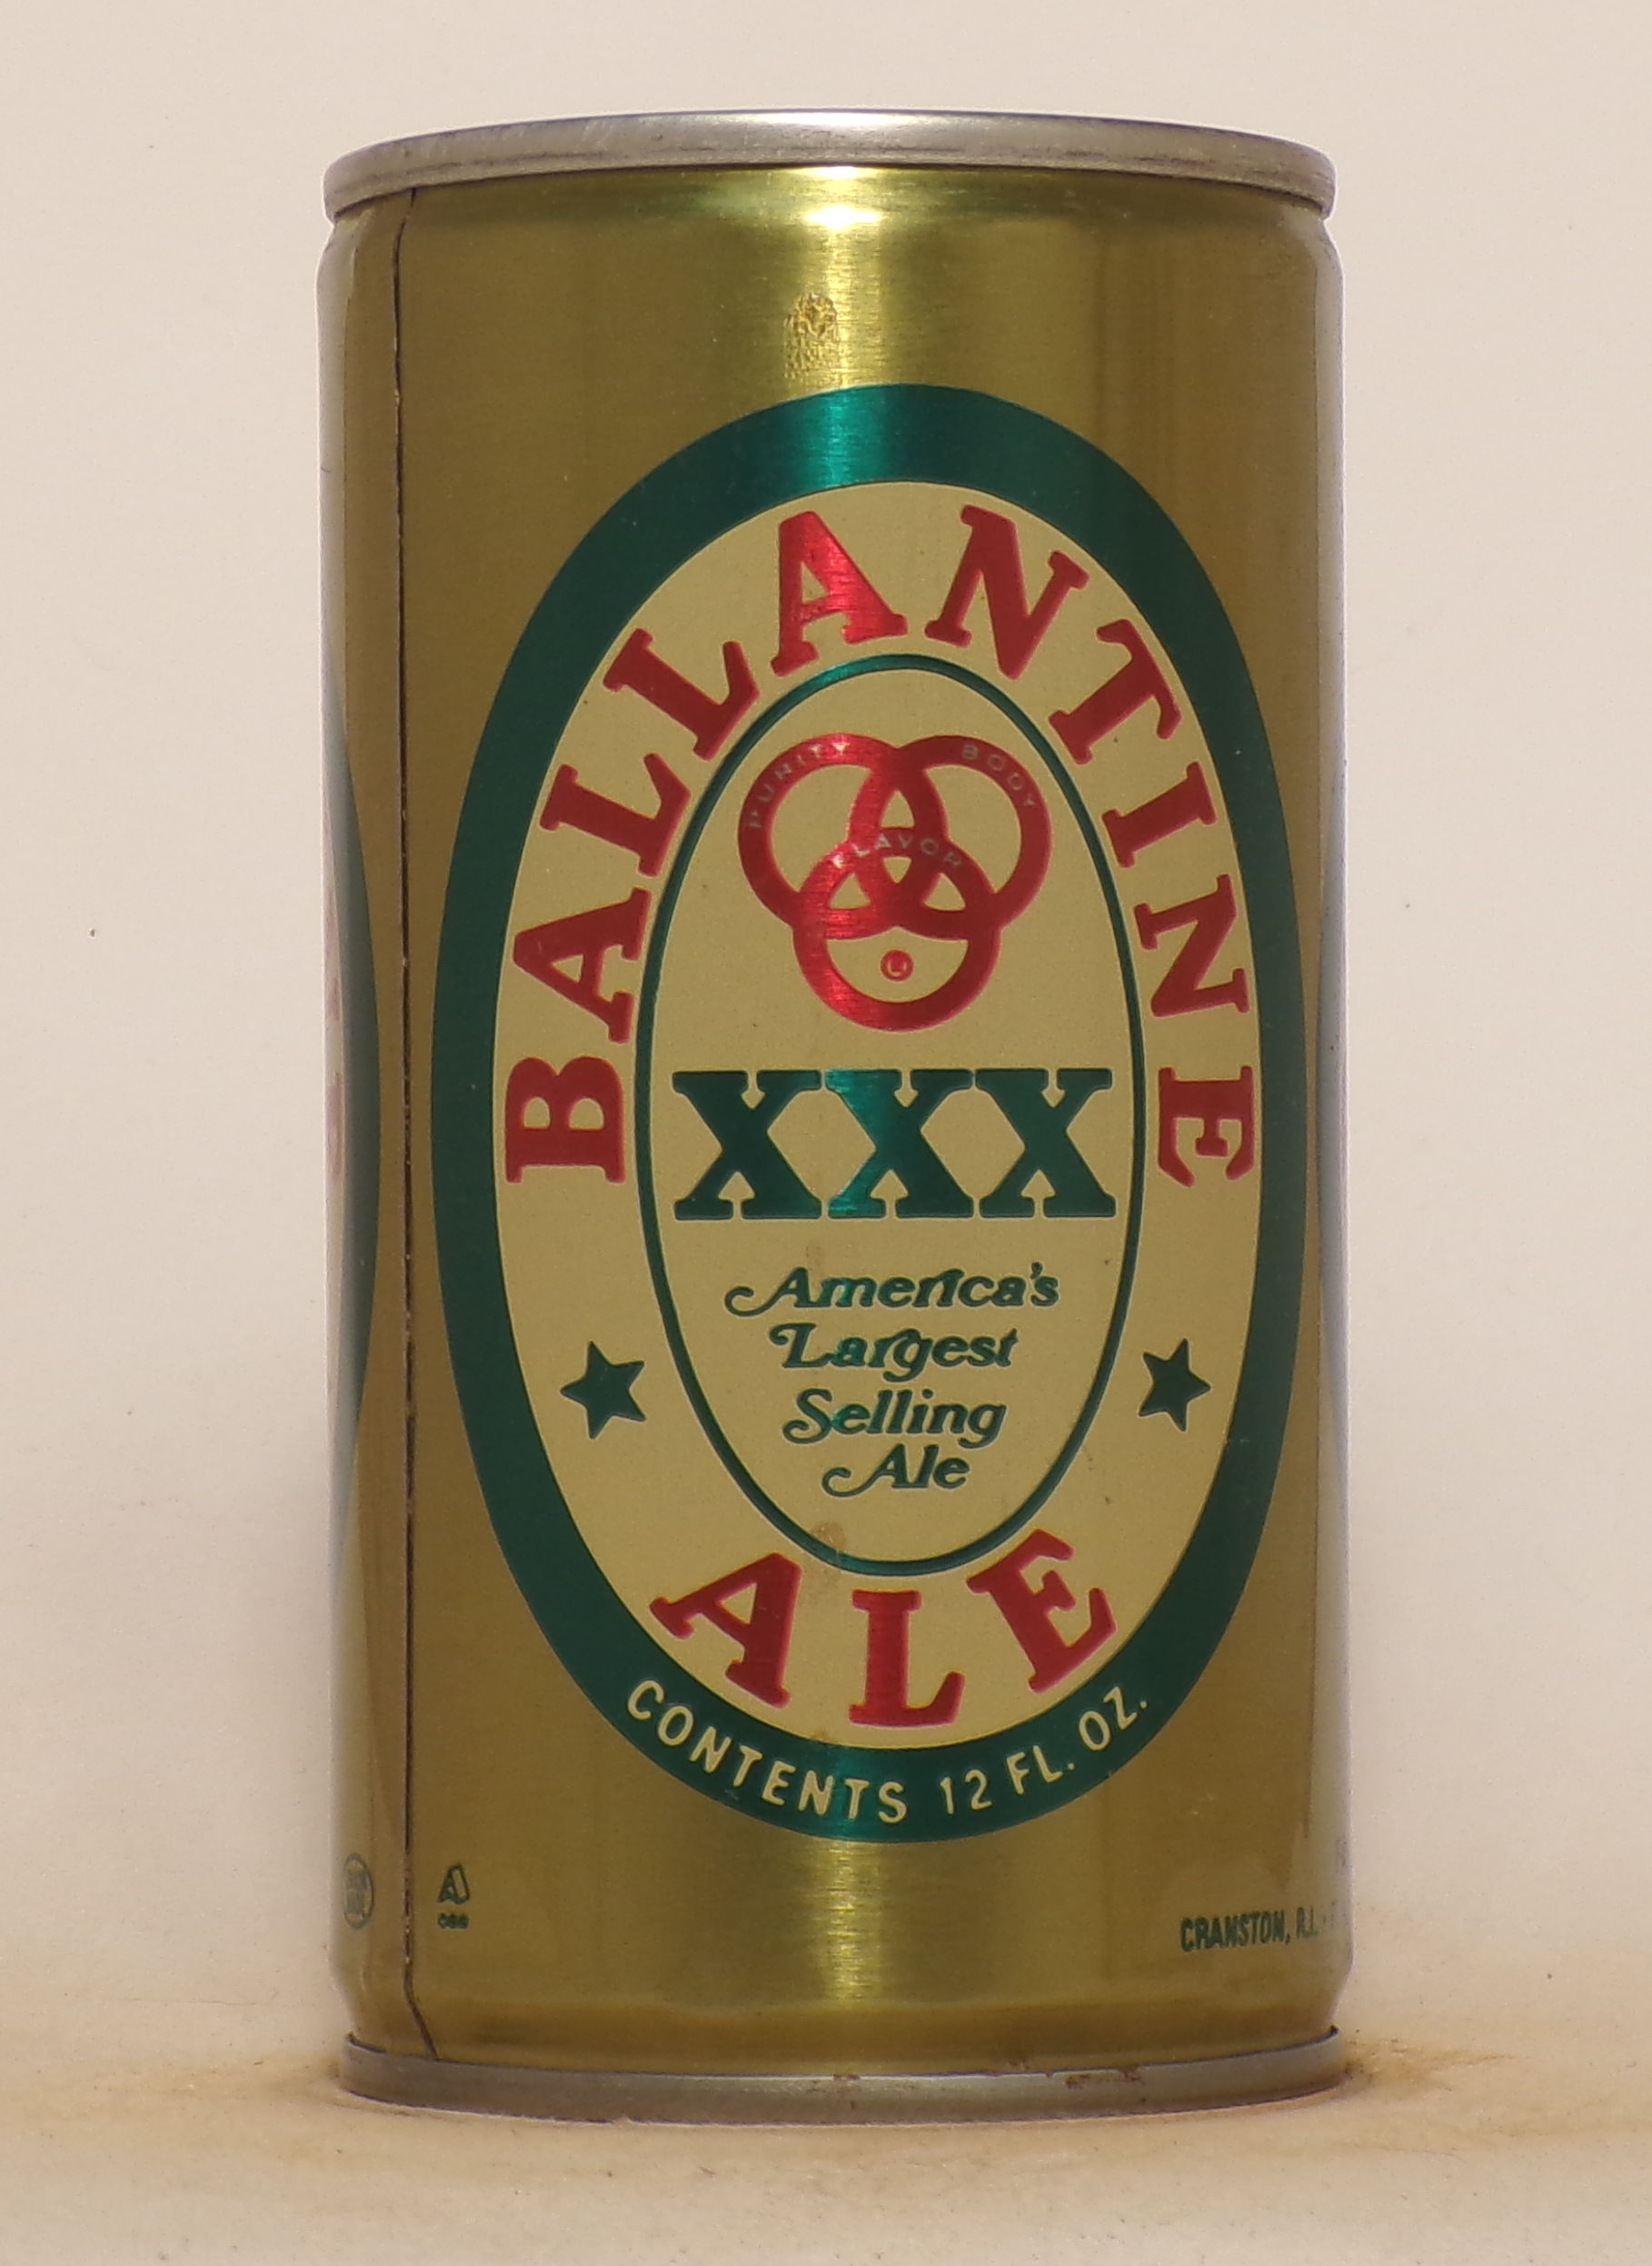 BALLANTINE
PURITY BODY
FLAVOR
XXX
America's
Largest
Selling
Ale
ALE
CONTENTS 12 FL. OZ.
CRANSTON, R.I.